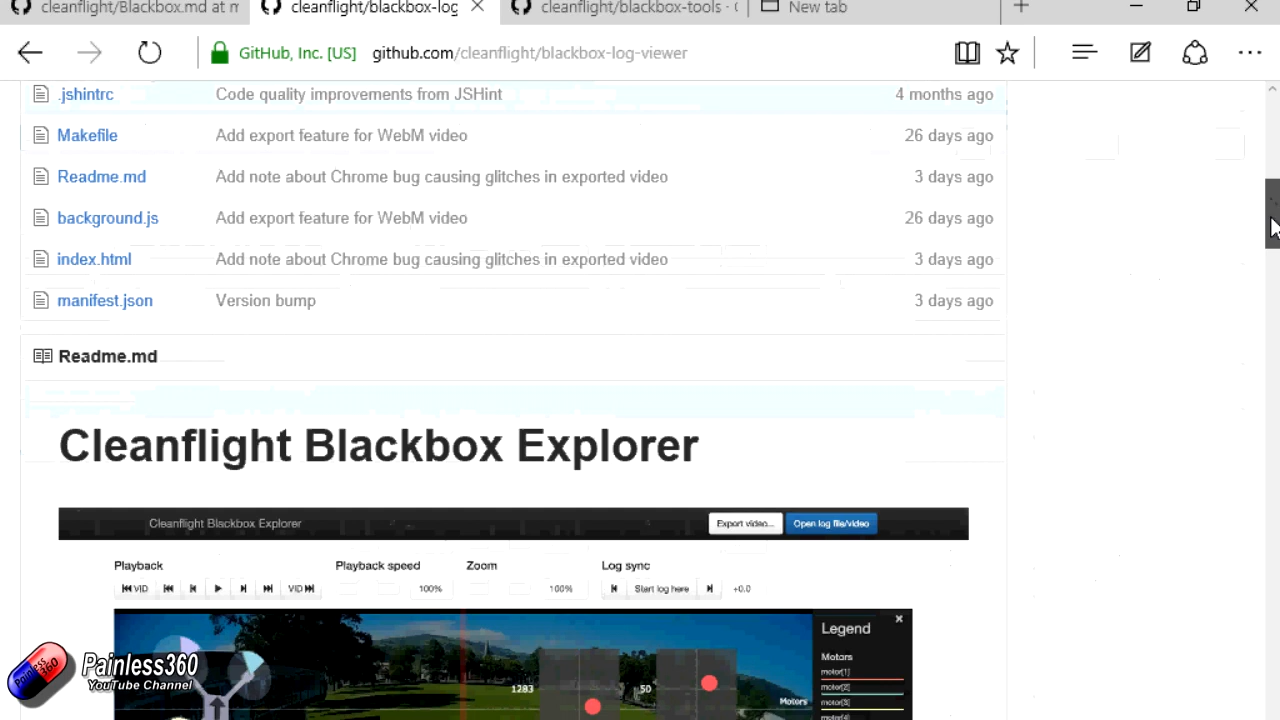 cleanflight/Blackbox.md at m
cleanflight/blackbox-log
cleanflight/blackbox-tools · (
New tab
GitHub, Inc. [US]
github.com/cleanflight/blackbox-log-viewer
.jshintrc Code quality improvements from JSHint 4 months ago
Makefile Add export feature for WebM video 26 days ago
Readme.md Add note about Chrome bug causing glitches in exported video 3 days ago
background.js Add export feature for WebM video 26 days ago
index.html Add note about Chrome bug causing glitches in exported video 3 days ago
manifest.json Version bump 3 days ago
Readme.md
Cleanflight Blackbox Explorer
Cleanflight Blackbox Explorer Export video... Open log file/video
Playback Playback speed Zoom Log sync
VID VID 100% 100% Start log here +0.0
Legend
Motors
motor[1]
motor[2]
motor[3]
motor[4]
1283 50 Motors
Painless360
Painless360
YouTube Channel